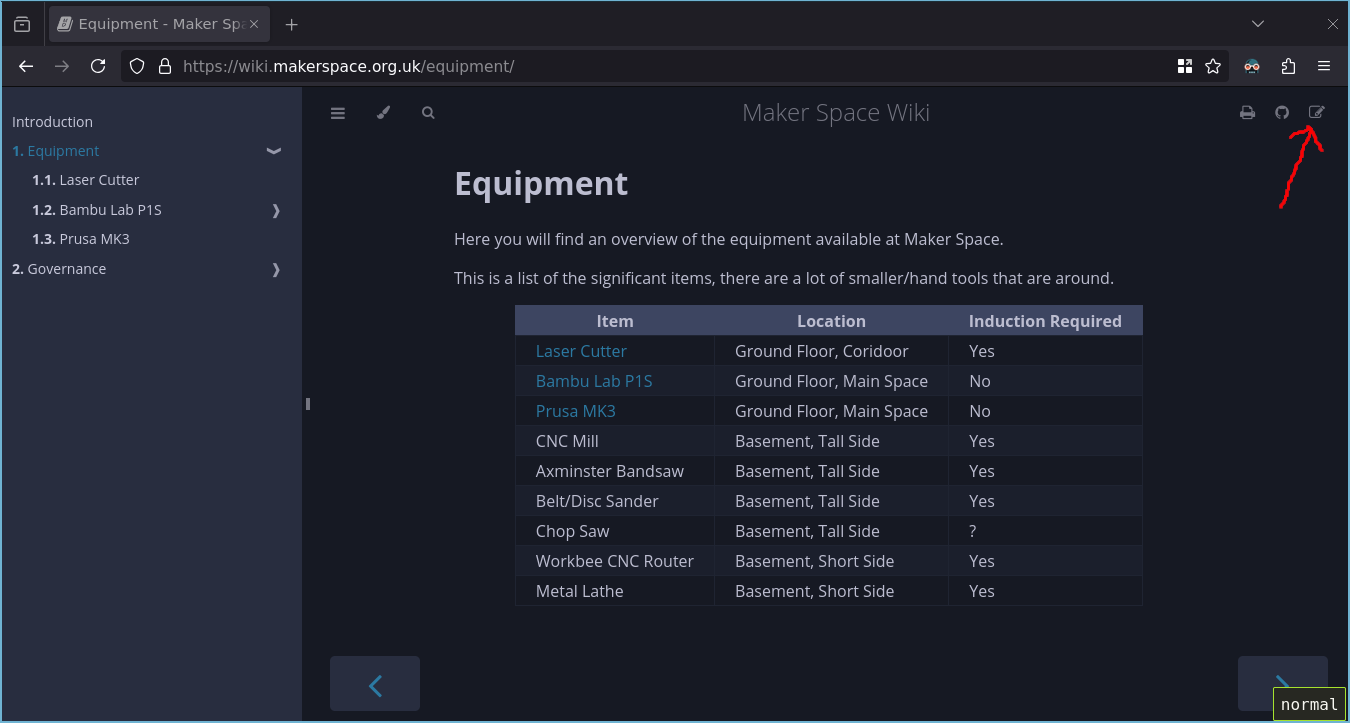 Equipment - Maker Spa
https://wiki.makerspace.org.uk/equipment/
Introduction
1. Equipment
1.1. Laser Cutter
1.2. Bambu Lab P1S
1.3. Prusa MK3
2. Governance
Maker Space Wiki
Equipment
Here you will find an overview of the equipment available at Maker Space.
This is a list of the significant items, there are a lot of smaller/hand tools that are around.
Item Location Induction Required
Laser Cutter Ground Floor, Coridoor Yes
Bambu Lab P1S Ground Floor, Main Space No
Prusa MK3 Ground Floor, Main Space No
CNC Mill Basement, Tall Side Yes
Axminster Bandsaw Basement, Tall Side Yes
Belt/Disc Sander Basement, Tall Side Yes
Chop Saw Basement, Tall Side ?
Workbee CNC Router Basement, Short Side Yes
Metal Lathe Basement, Short Side Yes
normal